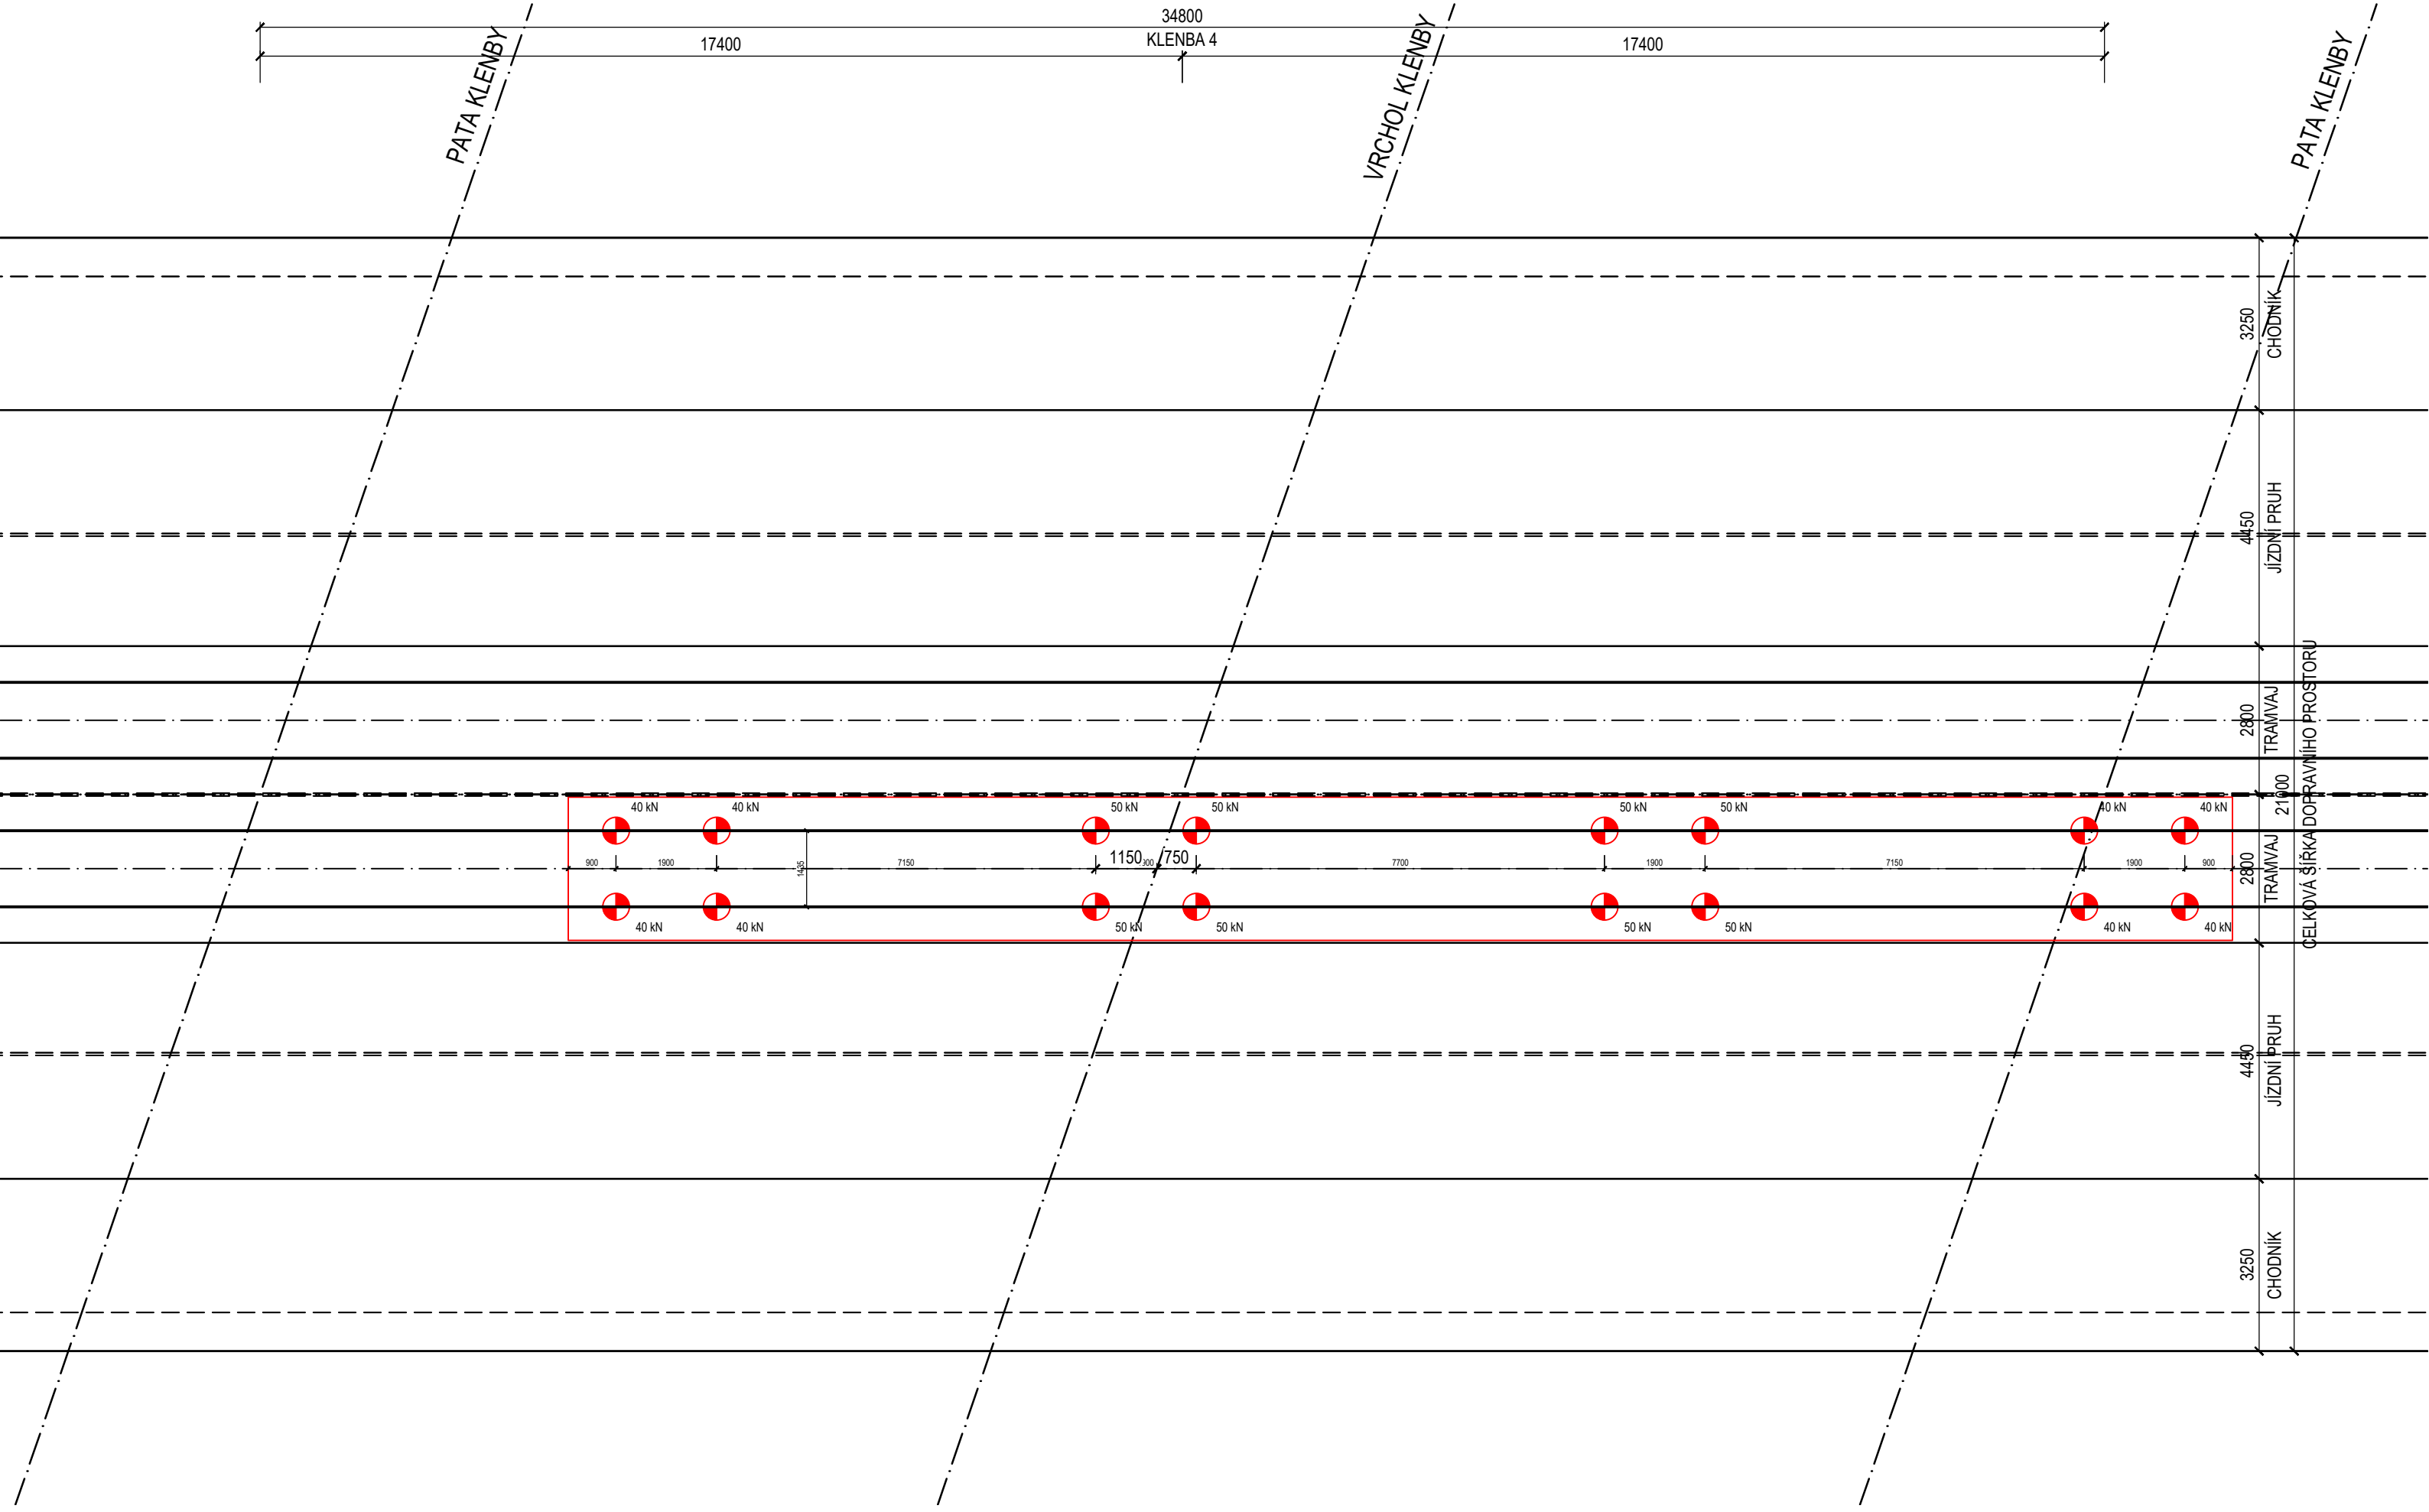 34800
KLENBA 4
17400
17400
PATA KLENBY
VRCHOL KLENBY
PATA KLENBY
3250
CHODNÍK
4450
JÍZDNÍ PRUH
2800
TRAMVAJ
21000
CELKOVÁ ŠÍŘKA DOPRAVNÍHO PROSTORU
40 kN 40 kN 50 kN 50 kN 50 kN 50 kN 40 kN 40 kN
900 1900 1435 7150 1150 300 750 7700 1900 7150 1900 900
2800
TRAMVAJ
40 kN 40 kN 50 kN 50 kN 50 kN 50 kN 40 kN 40 kN
4450
JÍZDNÍ PRUH
3250
CHODNÍK